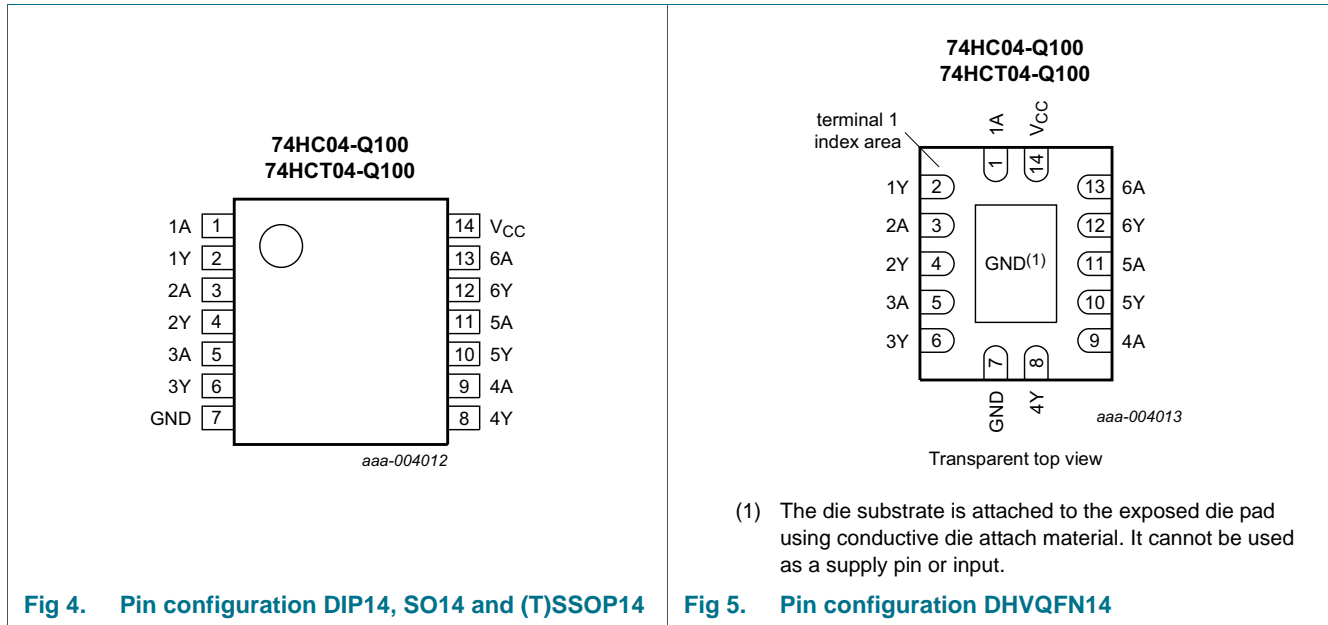 74HC04-Q100
74HCT04-Q100
1A 1
1Y 2
2A 3
2Y 4
3A 5
3Y 6
GND 7
14 VCC
13 6A
12 6Y
11 5A
10 5Y
9 4A
8 4Y
aaa-004012
Fig 4. Pin configuration DIP14, SO14 and (T)SSOP14
74HC04-Q100
74HCT04-Q100
terminal 1
index area
1A
VCC
1
14
1Y 2
2A 3
2Y 4
3A 5
3Y 6
GND(1)
13 6A
12 6Y
11 5A
10 5Y
9 4A
7
8
GND
4Y
aaa-004013
Transparent top view
(1) The die substrate is attached to the exposed die pad
using conductive die attach material. It cannot be used
as a supply pin or input.
Fig 5. Pin configuration DHVQFN14